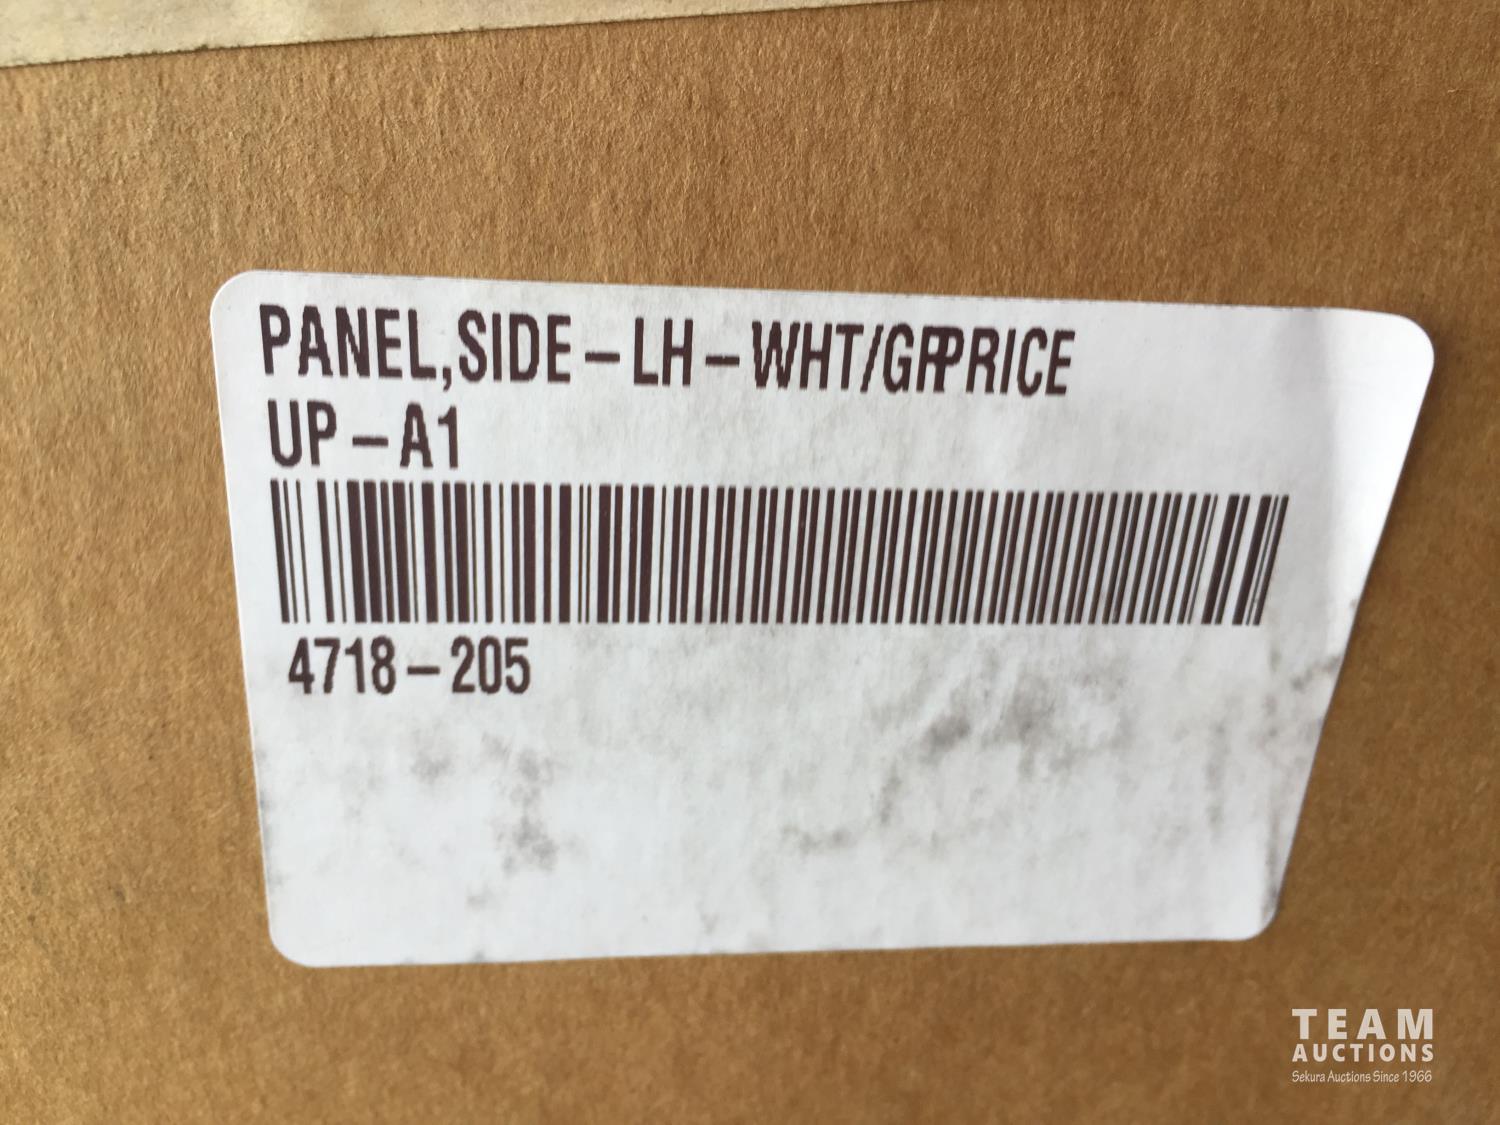 PANEL,SIDE-LH-WHT/GRPRICE
UP-A1
4718-205
TEAM
AUCTIONS
Sekura Auctions Since 1966